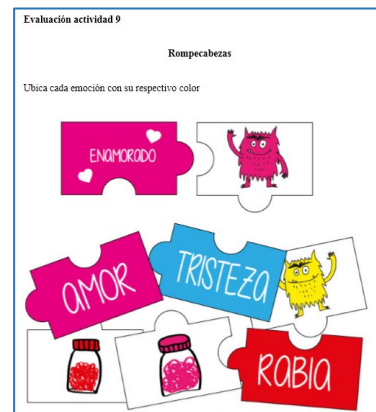 Evaluación actividad 9
Rompecabezas
Ubica cada emoción con su respectivo color
ENAMORADO
AMOR
TRISTEZA
RABIA